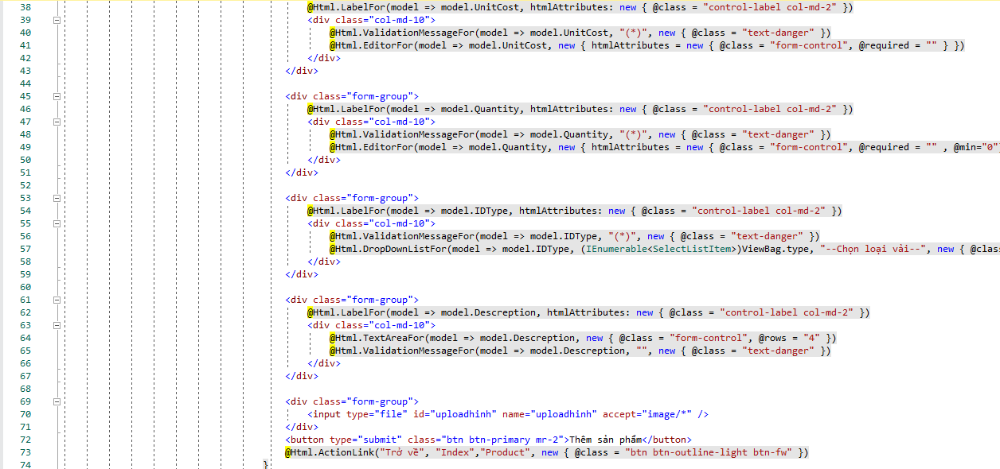 38 @Html.LabelFor(model => model.UnitCost, htmlAttributes: new { @class = "control-label col-md-2" })
39 <div class="col-md-10">
40 @Html.ValidationMessageFor(model => model.UnitCost, "(*)", new { @class = "text-danger" })
41 @Html.EditorFor(model => model.UnitCost, new { htmlAttributes = new { @class = "form-control", @required = "" } })
42 </div>
43 </div>
44
45 <div class="form-group">
46 @Html.LabelFor(model => model.Quantity, htmlAttributes: new { @class = "control-label col-md-2" })
47 <div class="col-md-10">
48 @Html.ValidationMessageFor(model => model.Quantity, "(*)", new { @class = "text-danger" })
49 @Html.EditorFor(model => model.Quantity, new { htmlAttributes = new { @class = "form-control", @required = "" , @min="0"
50 </div>
51 </div>
52
53 <div class="form-group">
54 @Html.LabelFor(model => model.IDType, htmlAttributes: new { @class = "control-label col-md-2" })
55 <div class="col-md-10">
56 @Html.ValidationMessageFor(model => model.IDType, "(*)", new { @class = "text-danger" })
57 @Html.DropDownListFor(model => model.IDType, (IEnumerable<SelectListItem>)ViewBag.type, "--Chọn loại vải--", new { @clas
58 </div>
59 </div>
60
61 <div class="form-group">
62 @Html.LabelFor(model => model.Descreption, htmlAttributes: new { @class = "control-label col-md-2" })
63 <div class="col-md-10">
64 @Html.TextAreaFor(model => model.Descreption, new { @class = "form-control", @rows = "4" })
65 @Html.ValidationMessageFor(model => model.Descreption, "", new { @class = "text-danger" })
66 </div>
67 </div>
68
69 <div class="form-group">
70 <input type="file" id="uploadhinh" name="uploadhinh" accept="image/*" />
71 </div>
72 <button type="submit" class="btn btn-primary mr-2">Thêm sản phẩm</button>
73 @Html.ActionLink("Trở về", "Index","Product", new { @class = "btn btn-outline-light btn-fw" })
74 }